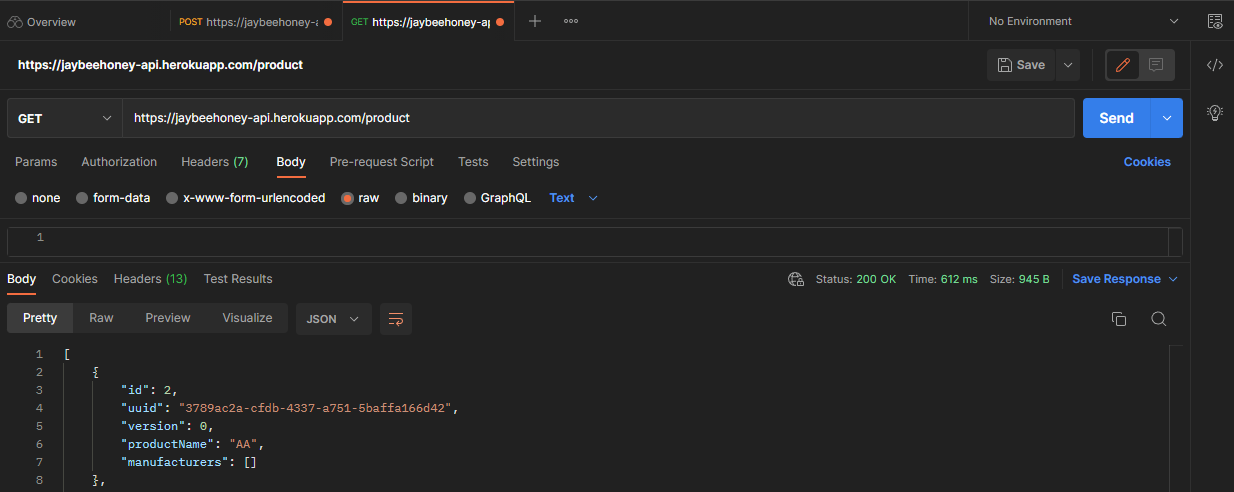 Overview POST https://jaybeehoney-a GET https://jaybeehoney-ap No Environment
https://jaybeehoney-api.herokuapp.com/product Save
GET https://jaybeehoney-api.herokuapp.com/product Send
Params Authorization Headers (7) Body Pre-request Script Tests Settings Cookies
none form-data x-www-form-urlencoded raw binary GraphQL Text
1
Body Cookies Headers (13) Test Results Status: 200 OK Time: 612 ms Size: 945 B Save Response
Pretty Raw Preview Visualize JSON
1 [
2 {
3 "id": 2,
4 "uuid": "3789ac2a-cfdb-4337-a751-5baffa166d42",
5 "version": 0,
6 "productName": "AA",
7 "manufacturers": []
8 },